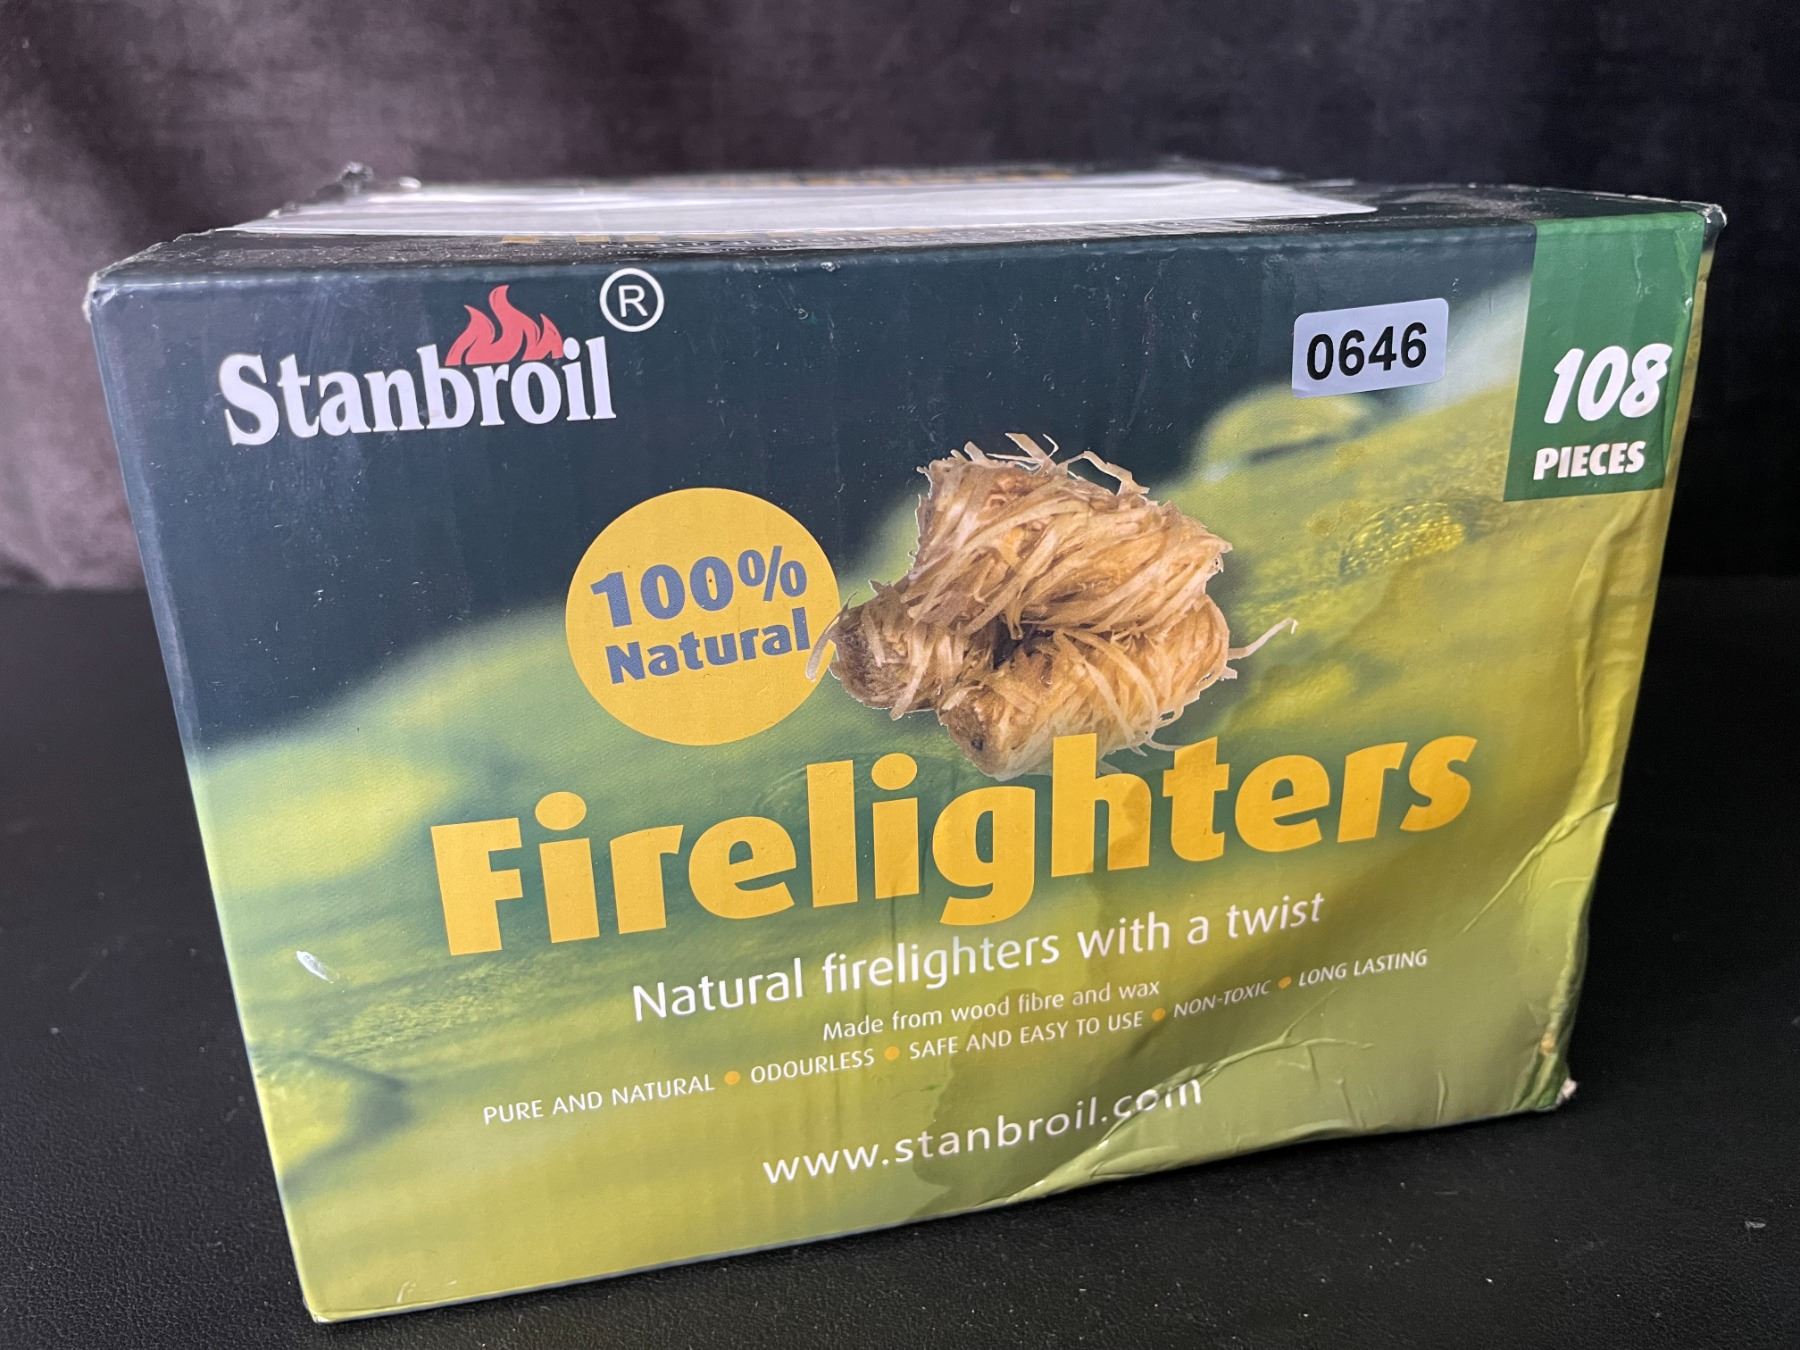 Stanbroil®
0646
108
PIECES
100%
Natural
Firelighters
Natural firelighters with a twist
Made from wood fibre and wax
PURE AND NATURAL • ODOURLESS • SAFE AND EASY TO USE • NON-TOXIC • LONG LASTING
www.stanbroil.com